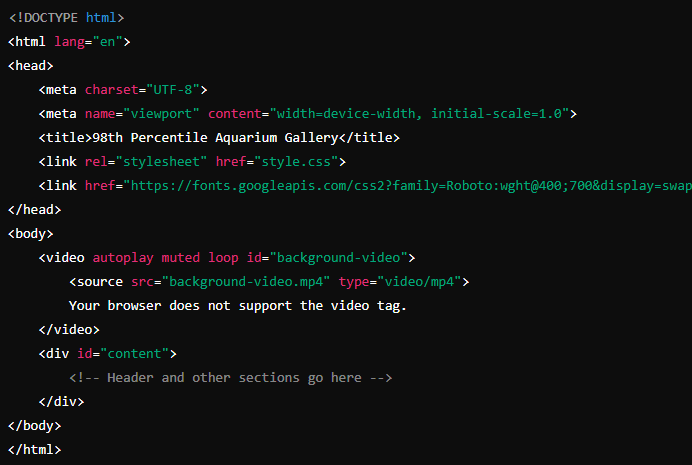 <!DOCTYPE html>
<html lang="en">
<head>
    <meta charset="UTF-8">
    <meta name="viewport" content="width=device-width, initial-scale=1.0">
    <title>98th Percentile Aquarium Gallery</title>
    <link rel="stylesheet" href="style.css">
    <link href="https://fonts.googleapis.com/css2?family=Roboto:wght@400;700&display=swap
</head>
<body>
    <video autoplay muted loop id="background-video">
        <source src="background-video.mp4" type="video/mp4">
        Your browser does not support the video tag.
    </video>
    <div id="content">
        <!-- Header and other sections go here -->
    </div>
</body>
</html>